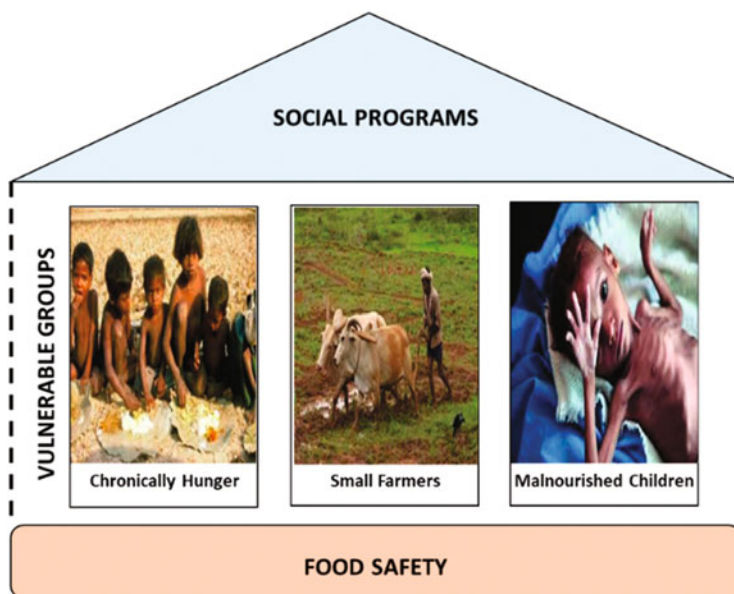 SOCIAL PROGRAMS
VULNERABLE GROUPS
Chronically Hunger
Small Farmers
Malnourished Children
FOOD SAFETY